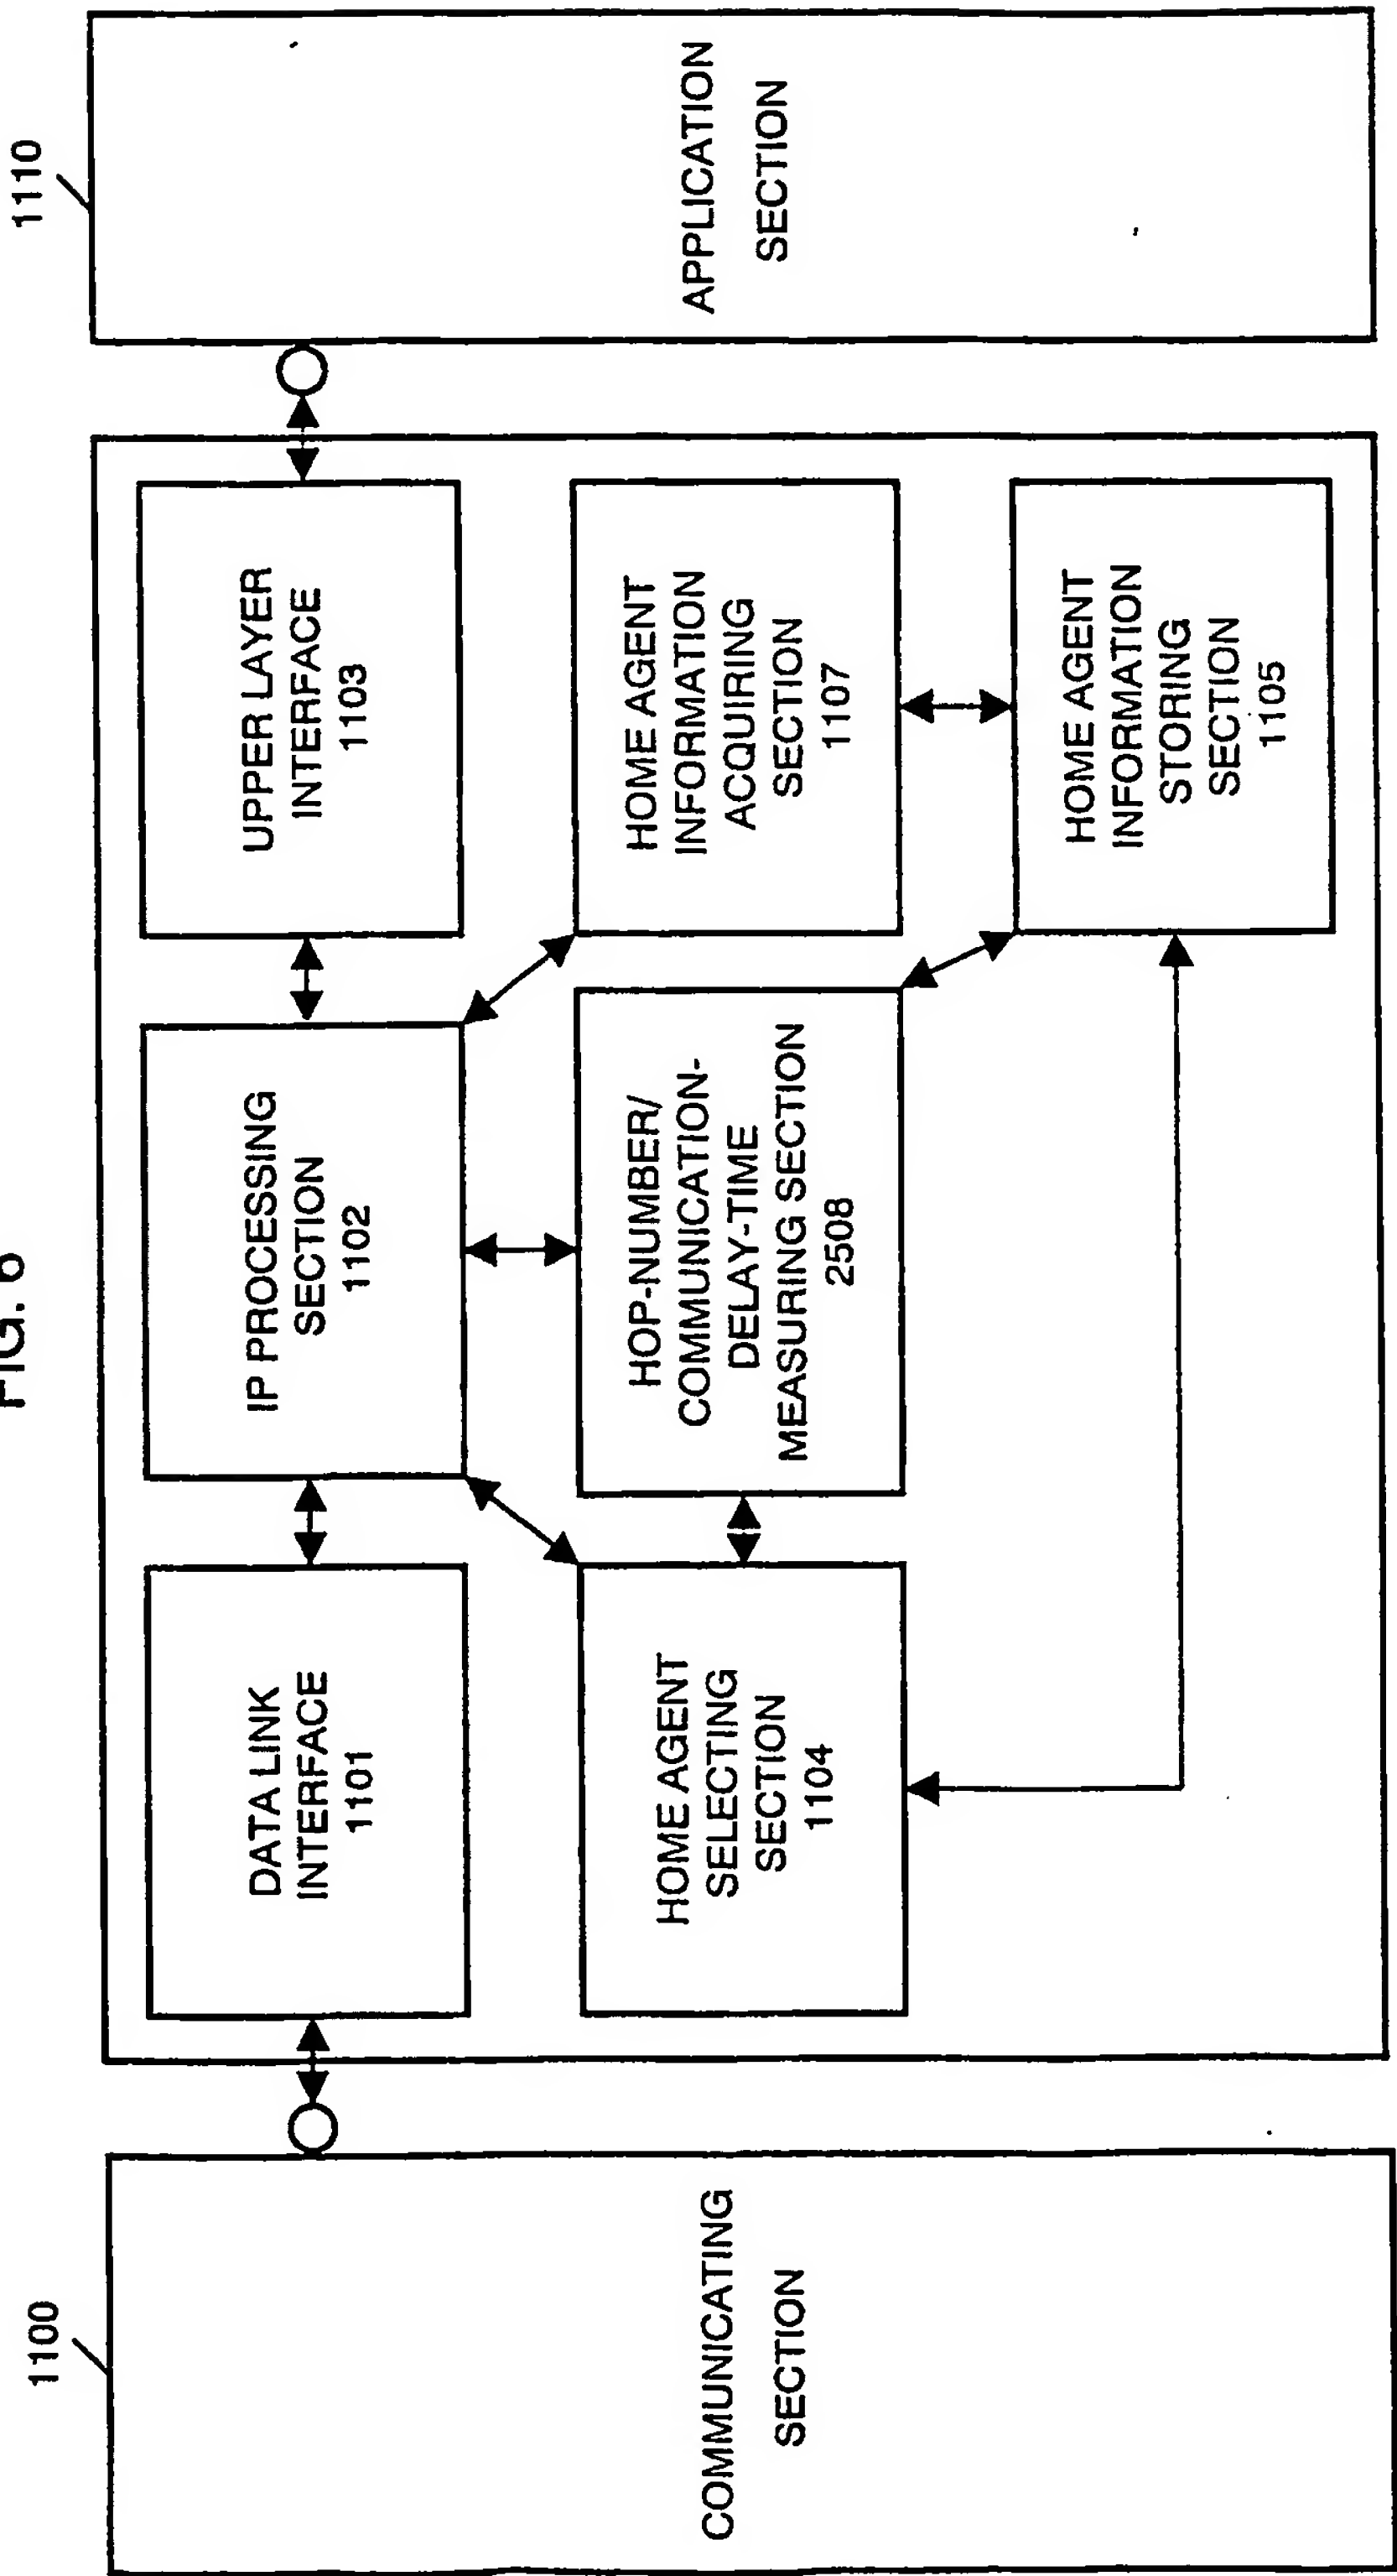 FIG. 6
1100
COMMUNICATING
SECTION
DATA LINK
INTERFACE
1101
IP PROCESSING
SECTION
1102
UPPER LAYER
INTERFACE
1103
HOME AGENT
SELECTING
SECTION
1104
HOP-NUMBER/
COMMUNICATION-
DELAY-TIME
MEASURING SECTION
2508
HOME AGENT
INFORMATION
ACQUIRING
SECTION
1107
HOME AGENT
INFORMATION
STORING
SECTION
1105
1110
APPLICATION
SECTION